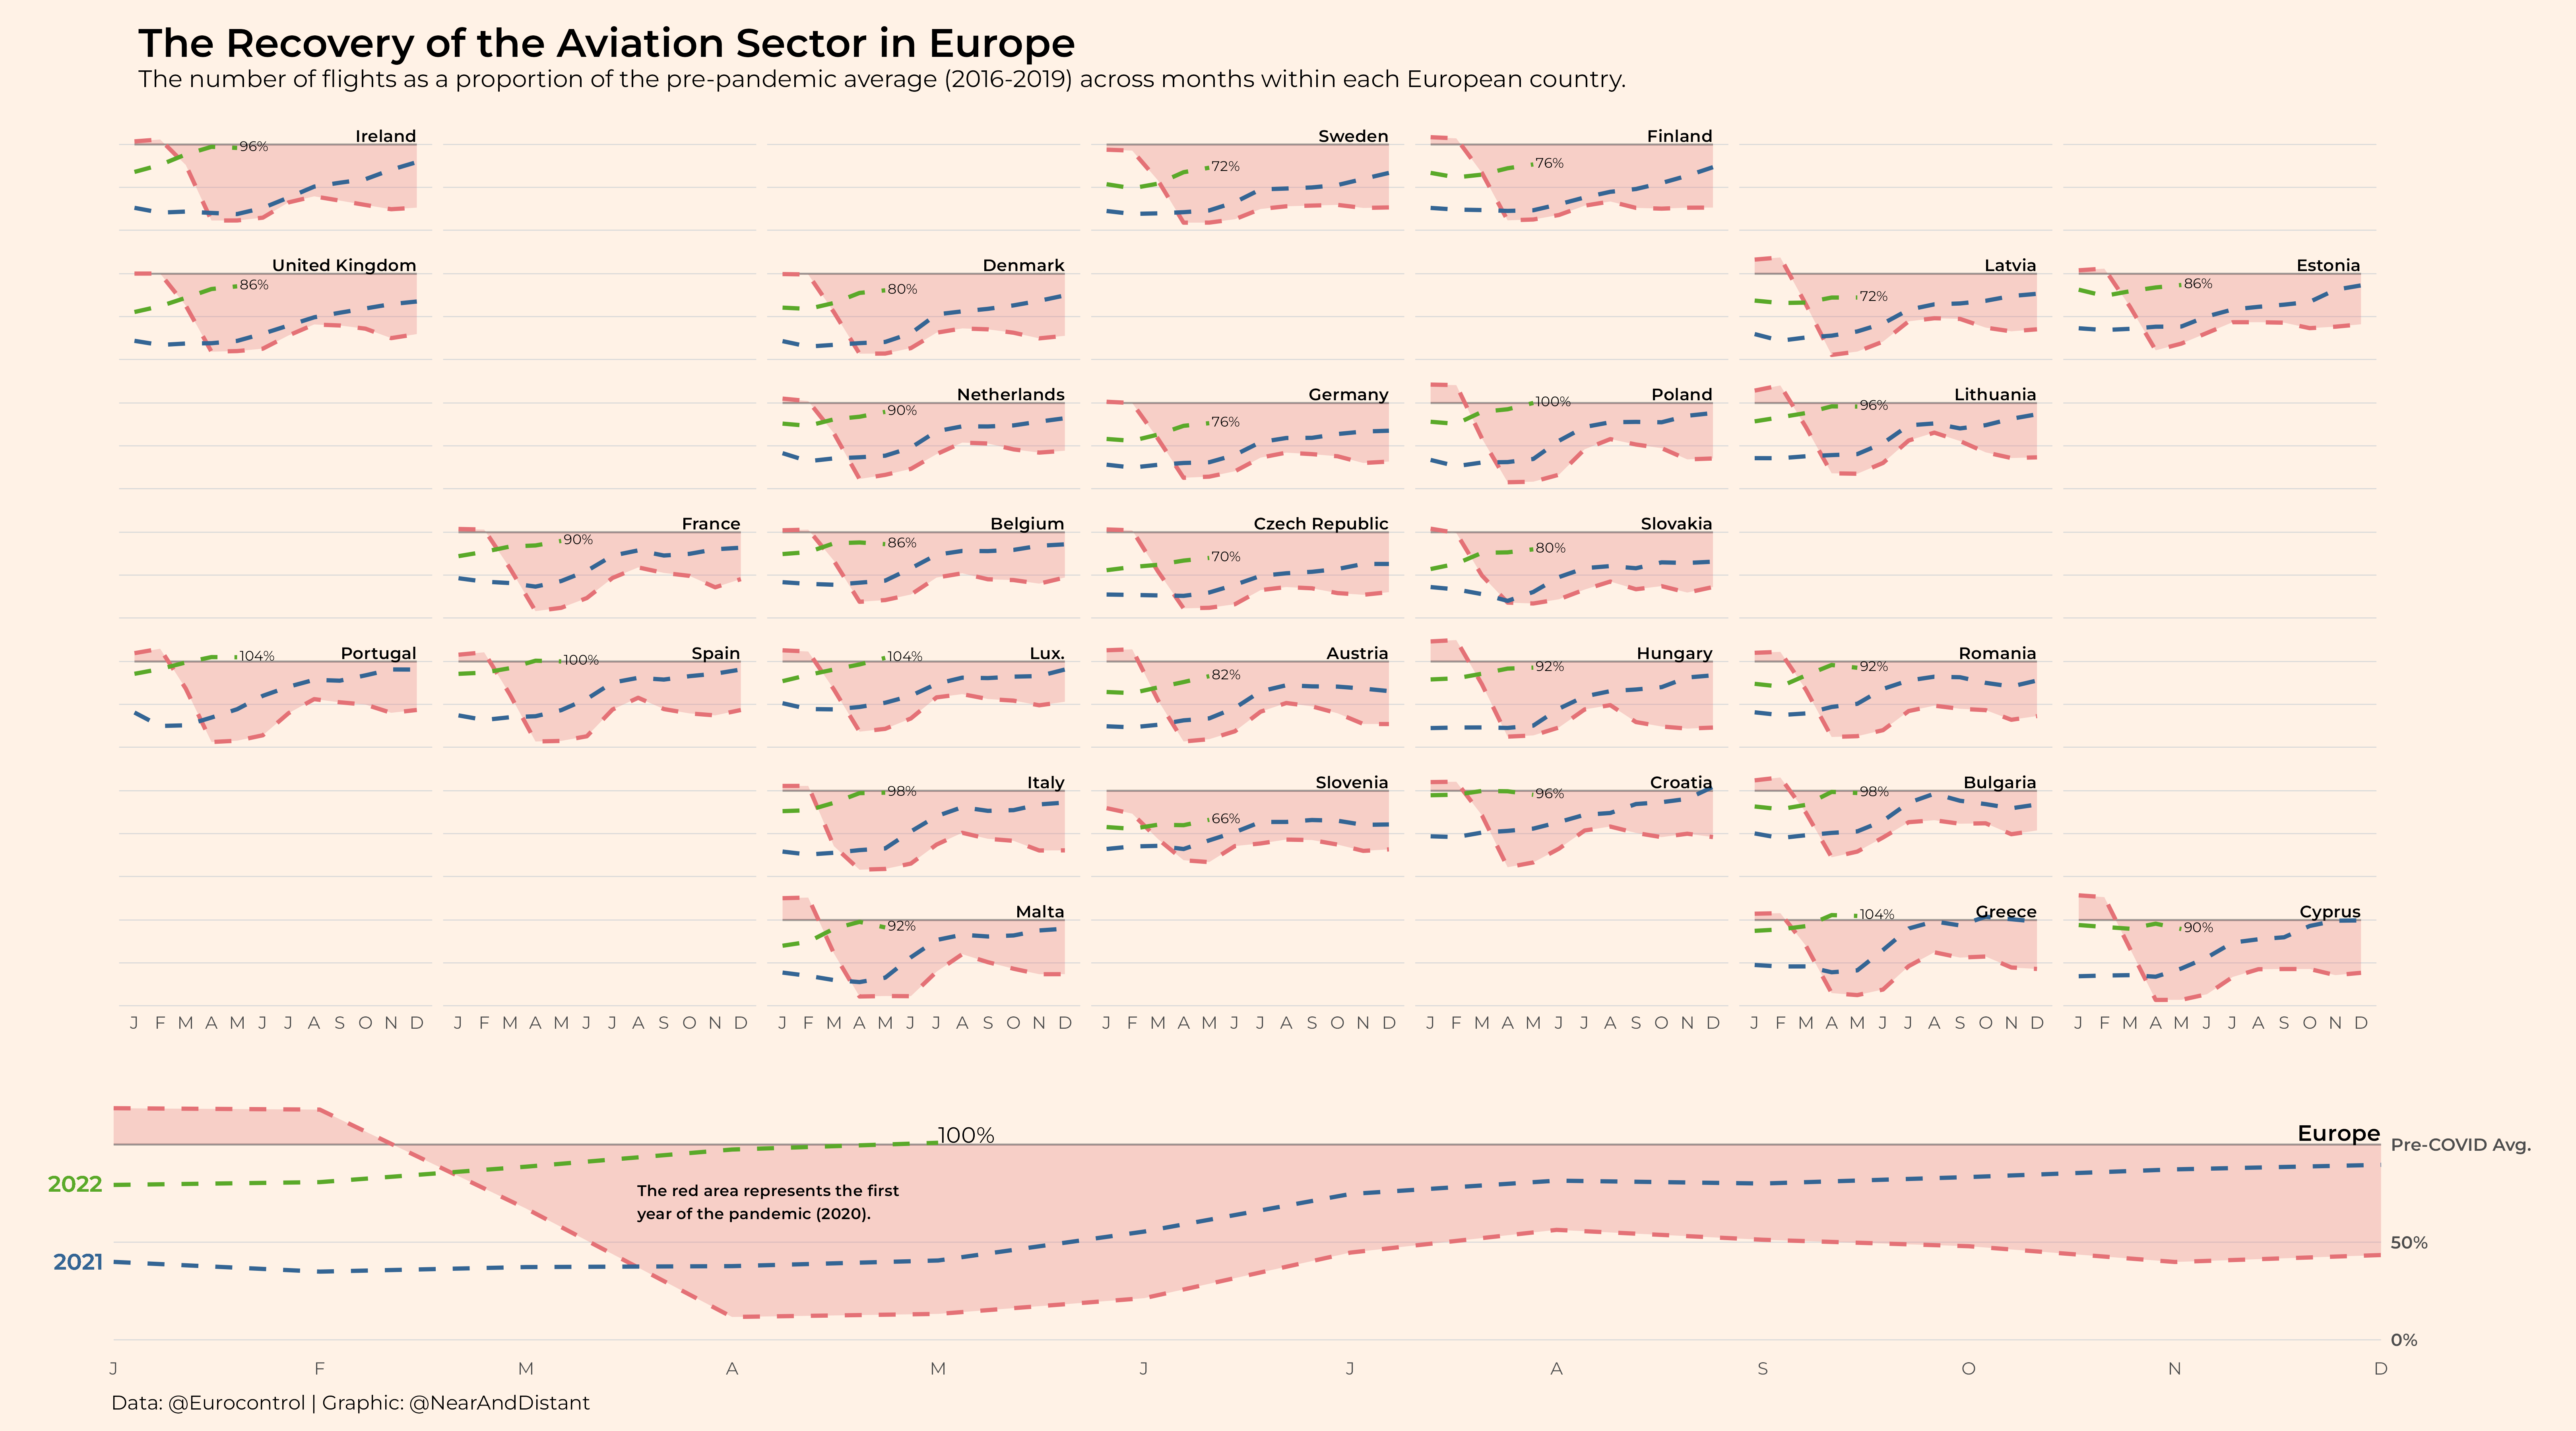 The Recovery of the Aviation Sector in Europe
The number of flights as a proportion of the pre-pandemic average (2016-2019) across months within each European country.
Ireland
96%
Sweden
72%
Finland
76%
United Kingdom
86%
Denmark
80%
Latvia
72%
Estonia
86%
Netherlands
90%
Germany
76%
Poland
100%
Lithuania
96%
France
90%
Belgium
86%
Czech Republic
70%
Slovakia
80%
Portugal
104%
Spain
100%
Lux.
104%
Austria
82%
Hungary
92%
Romania
92%
Italy
98%
Slovenia
66%
Croatia
96%
Bulgaria
98%
Malta
92%
Greece
104%
Cyprus
90%
J F M A M J J A S O N D
J F M A M J J A S O N D
J F M A M J J A S O N D
J F M A M J J A S O N D
J F M A M J J A S O N D
J F M A M J J A S O N D
J F M A M J J A S O N D
100%
Europe
Pre-COVID Avg.
2022
The red area represents the first
year of the pandemic (2020).
50%
2021
0%
J F M A M J J A S O N D
Data: @Eurocontrol | Graphic: @NearAndDistant